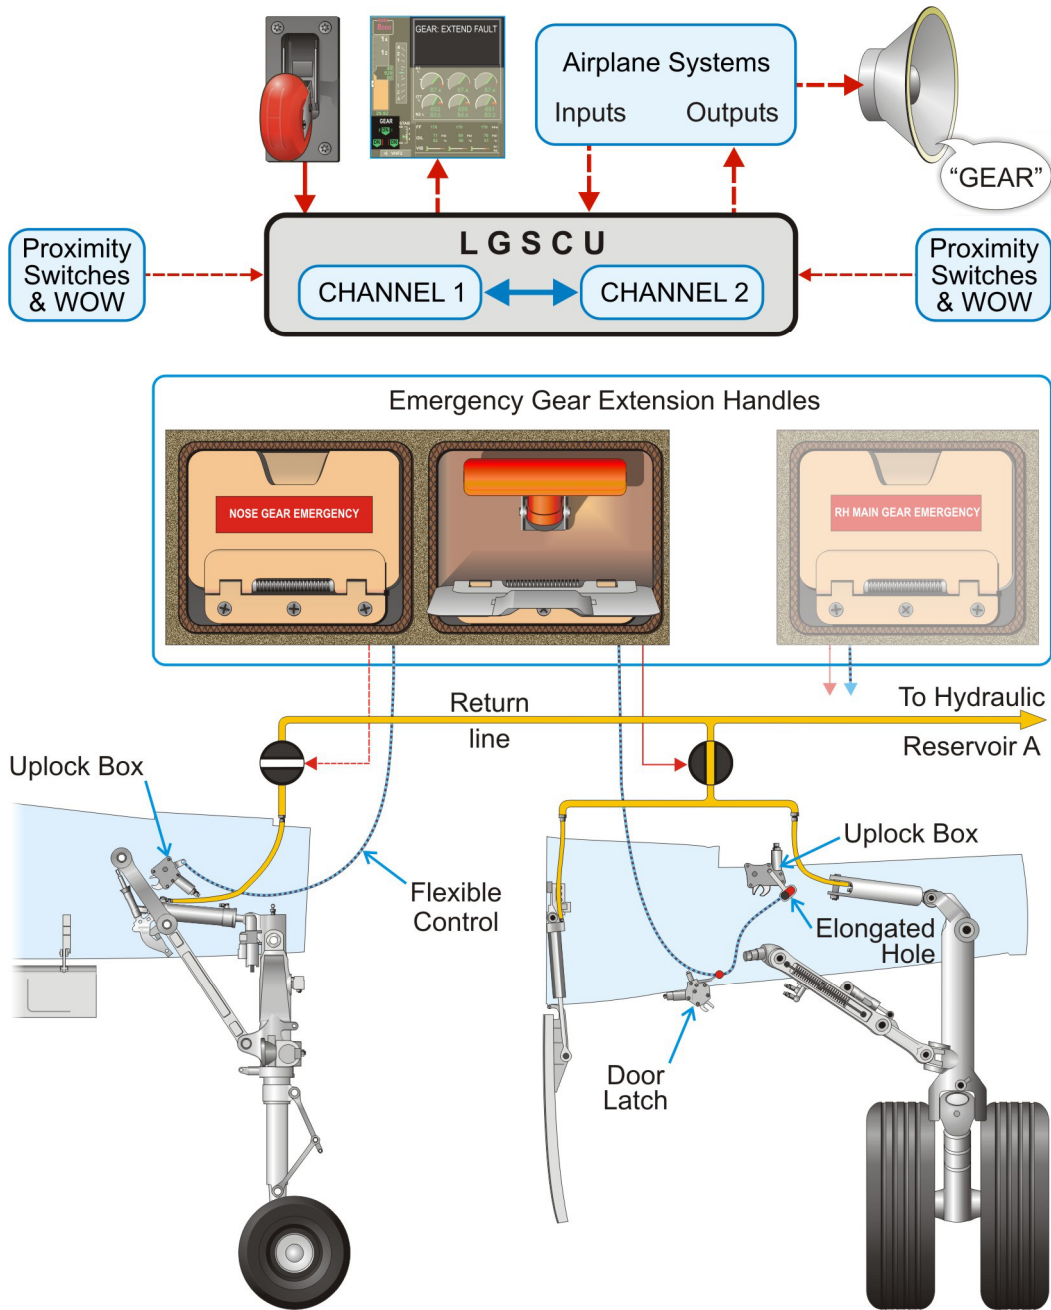 GEAR: EXTEND FAULT
GEAR
Airplane Systems
Inputs Outputs
“GEAR”
Proximity
Switches
& WOW
L G S C U
CHANNEL 1
CHANNEL 2
Proximity
Switches
& WOW
Emergency Gear Extension Handles
NOSE GEAR EMERGENCY
RH MAIN GEAR EMERGENCY
Return
line
To Hydraulic
Reservoir A
Uplock Box
Flexible
Control
Uplock Box
Elongated
Hole
Door
Latch